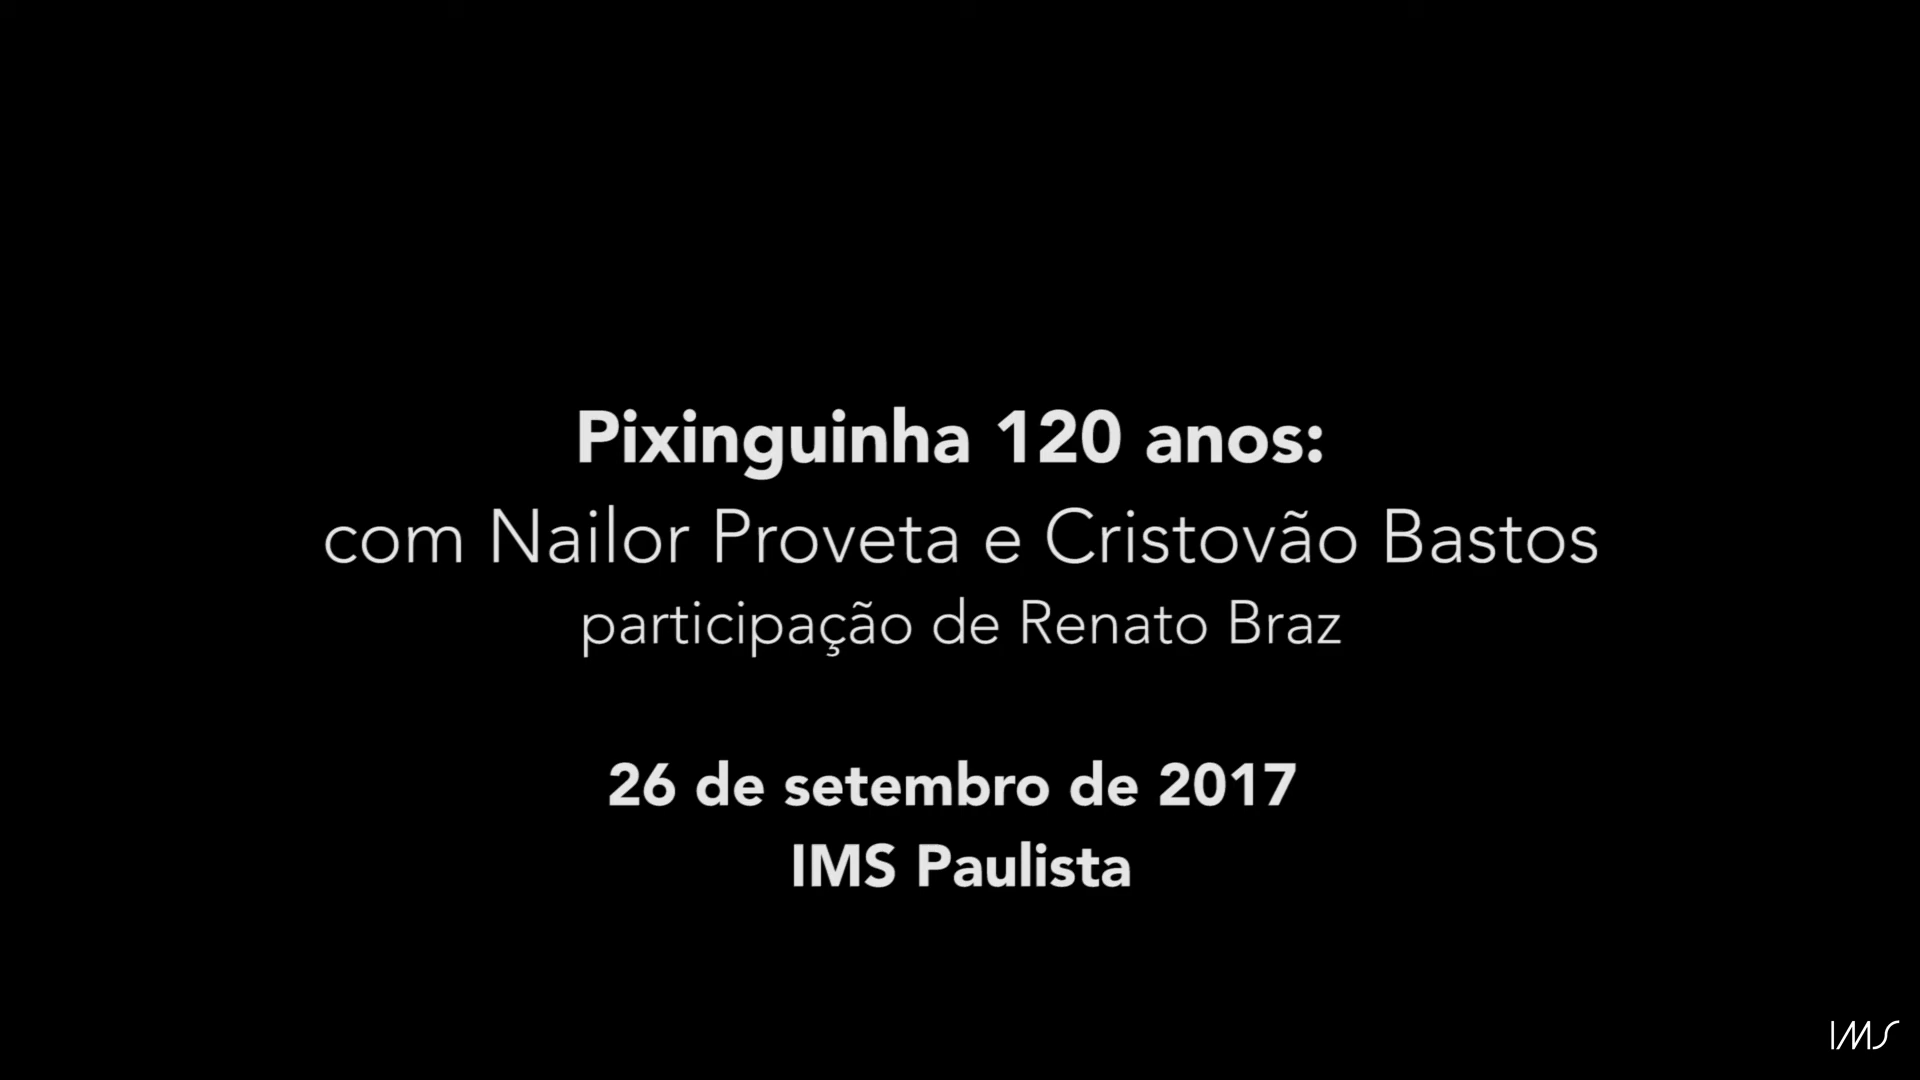 Pixinguinha 120 anos:
com Nailor Proveta e Cristovão Bastos
participação de Renato Braz
26 de setembro de 2017
IMS Paulista
IMS